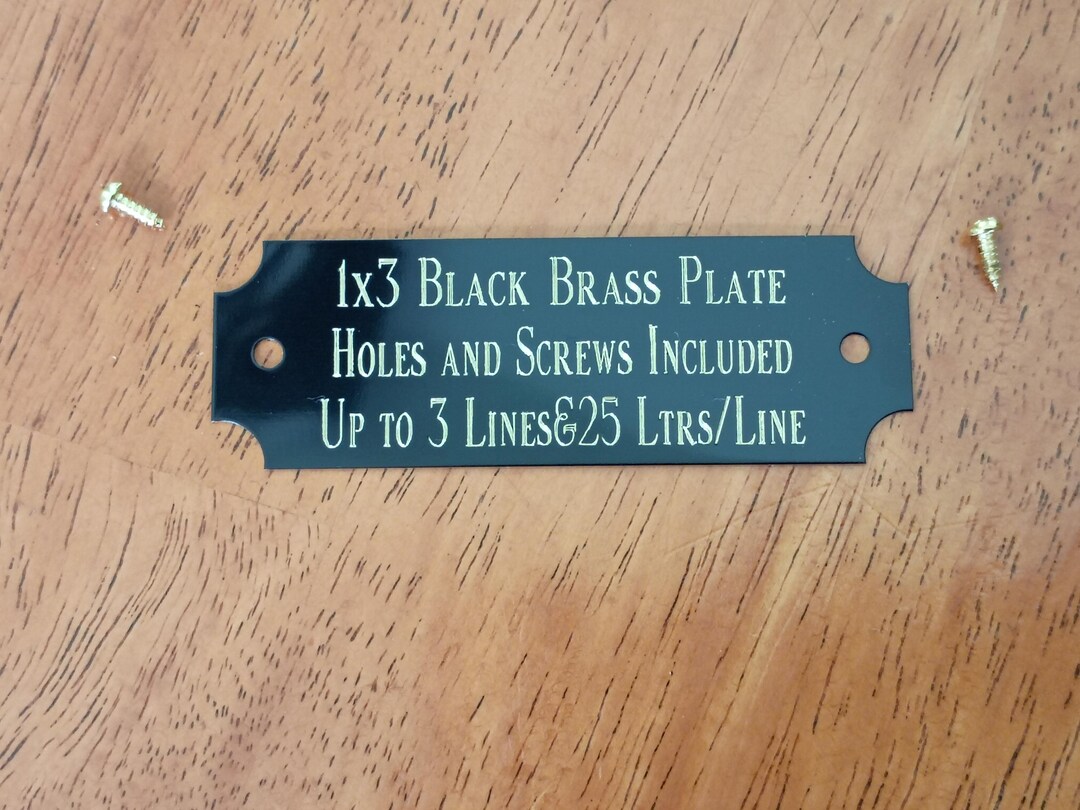 1x3 Black Brass Plate
Holes and Screws Included
Up to 3 Lines&25 Ltrs/Line